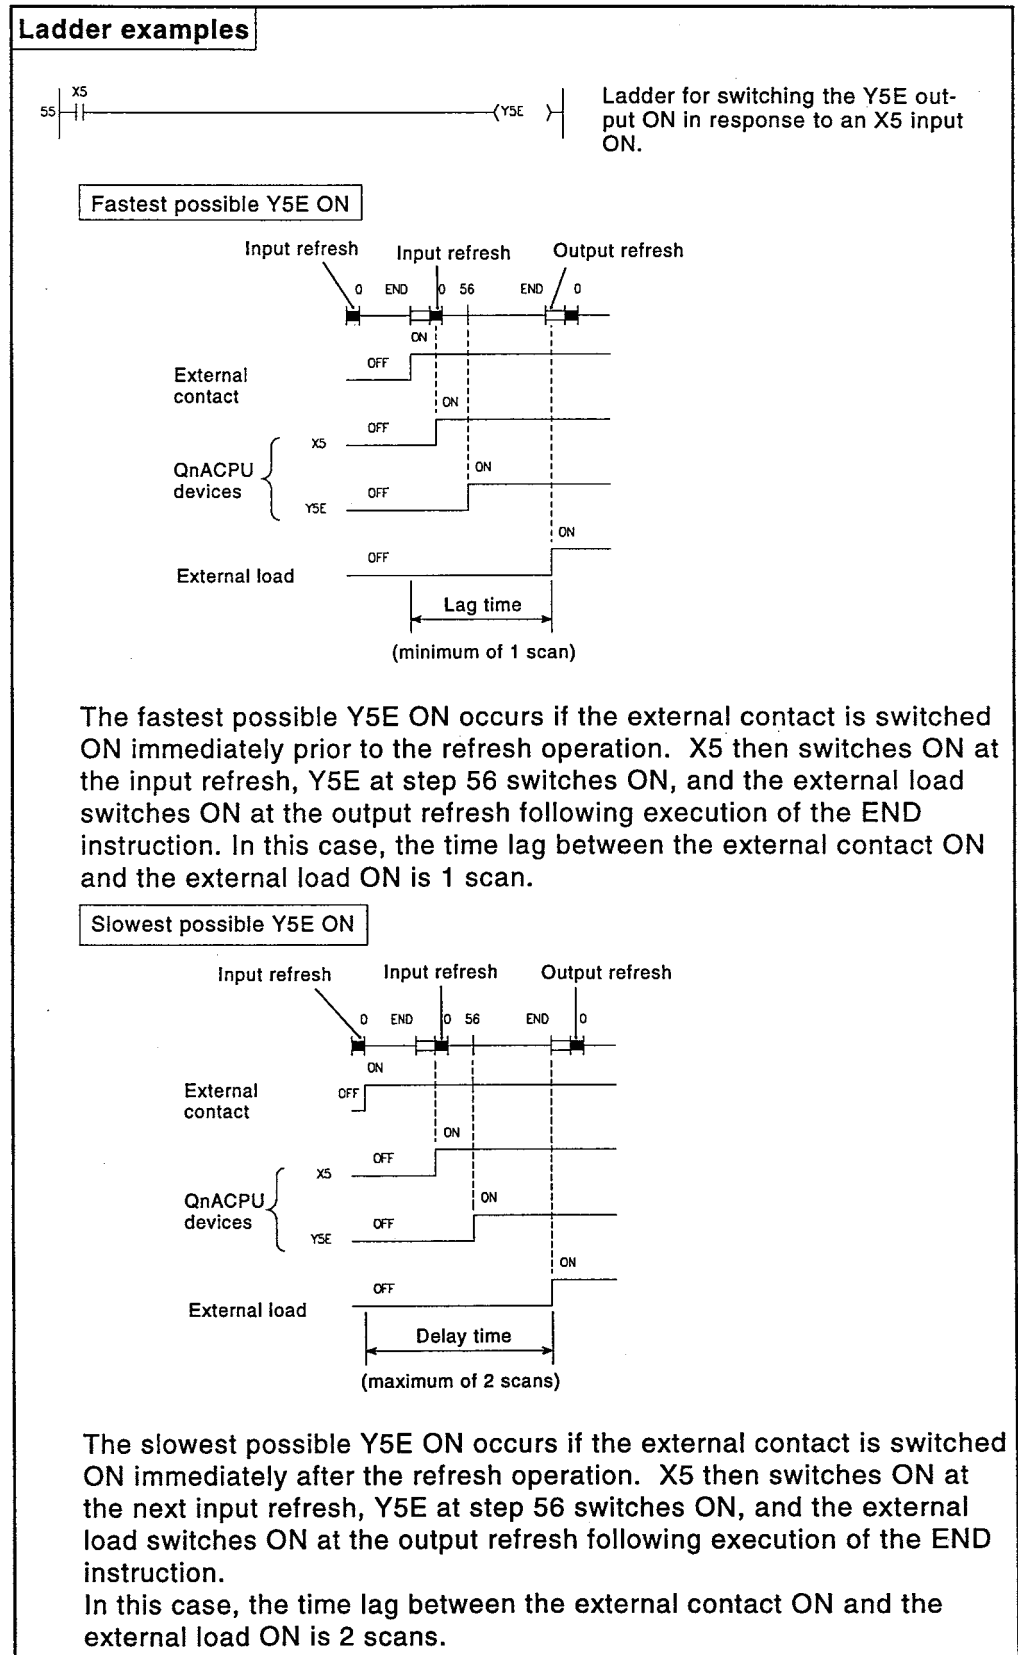 Ladder examples
X5
55
Y5E
Ladder for switching the Y5E out-
put ON in response to an X5 input
ON.
Fastest possible Y5E ON
Input refresh
Input refresh
Output refresh
0 END 0 56 END 0
ON
OFF
External
contact
ON
OFF
X5
QnACPU
devices
ON
OFF
Y5E
ON
OFF
External load
Lag time
(minimum of 1 scan)
The fastest possible Y5E ON occurs if the external contact is switched
ON immediately prior to the refresh operation. X5 then switches ON at
the input refresh, Y5E at step 56 switches ON, and the external load
switches ON at the output refresh following execution of the END
instruction. In this case, the time lag between the external contact ON
and the external load ON is 1 scan.
Slowest possible Y5E ON
Input refresh
Input refresh
Output refresh
0 END 0 56 END 0
ON
External
contact
OFF
ON
OFF
X5
QnACPU
devices
ON
OFF
Y5E
ON
OFF
External load
Delay time
(maximum of 2 scans)
The slowest possible Y5E ON occurs if the external contact is switched
ON immediately after the refresh operation. X5 then switches ON at
the next input refresh, Y5E at step 56 switches ON, and the external
load switches ON at the output refresh following execution of the END
instruction.
In this case, the time lag between the external contact ON and the
external load ON is 2 scans.